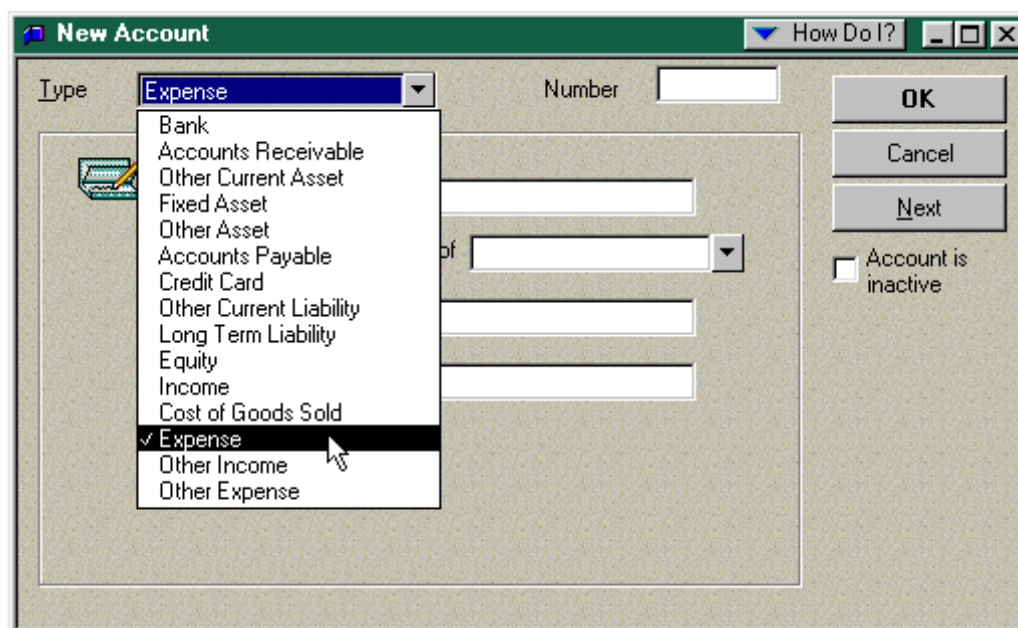 New Account
How Do I?
Type
Expense
Number
OK
Cancel
Next
Account is
inactive
Bank
Accounts Receivable
Other Current Asset
Fixed Asset
Other Asset
Accounts Payable
Credit Card
Other Current Liability
Long Term Liability
Equity
Income
Cost of Goods Sold
✓ Expense
Other Income
Other Expense
of